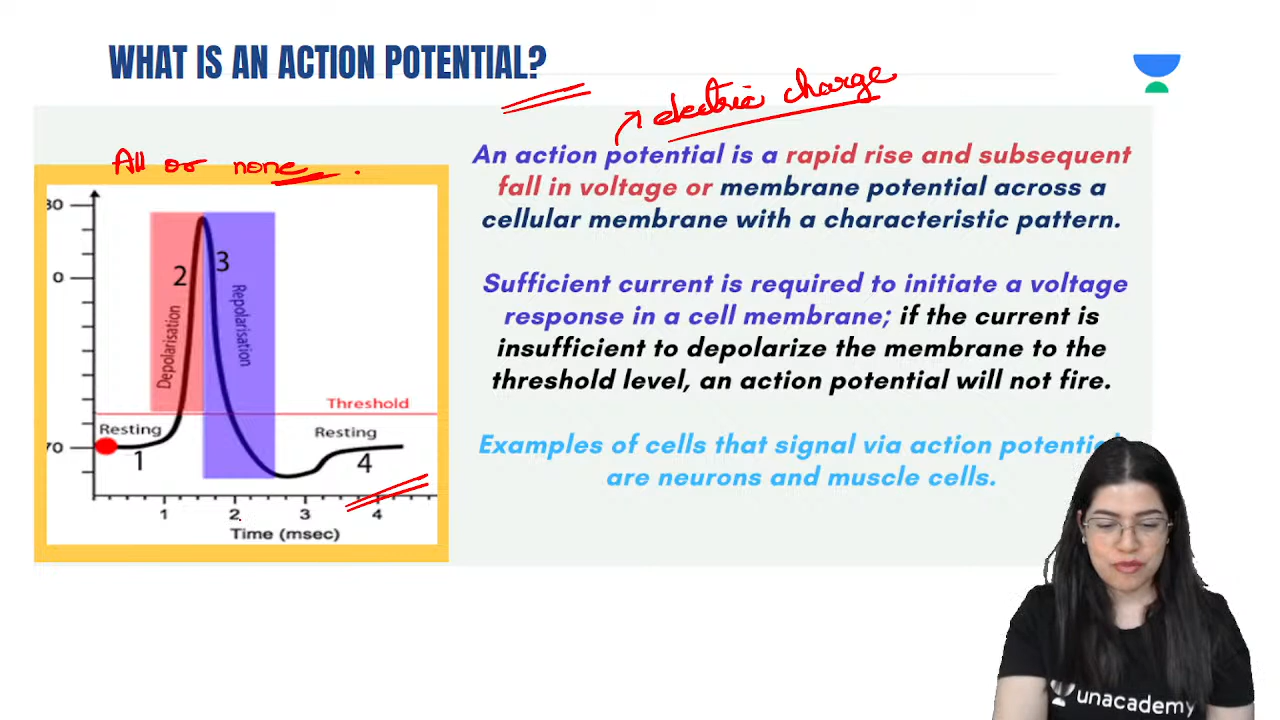 WHAT IS AN ACTION POTENTIAL?
electric charge
All or none.
An action potential is a rapid rise and subsequent
fall in voltage or membrane potential across a
cellular membrane with a characteristic pattern.
Sufficient current is required to initiate a voltage
response in a cell membrane; if the current is
insufficient to depolarize the membrane to the
threshold level, an action potential will not fire.
Examples of cells that signal via action potential
are neurons and muscle cells.
30
0
70
2
3
Depolarisation
Repolarisation
Threshold
Resting
Resting
1
4
1 2 3 4
Time (msec)
unacademy